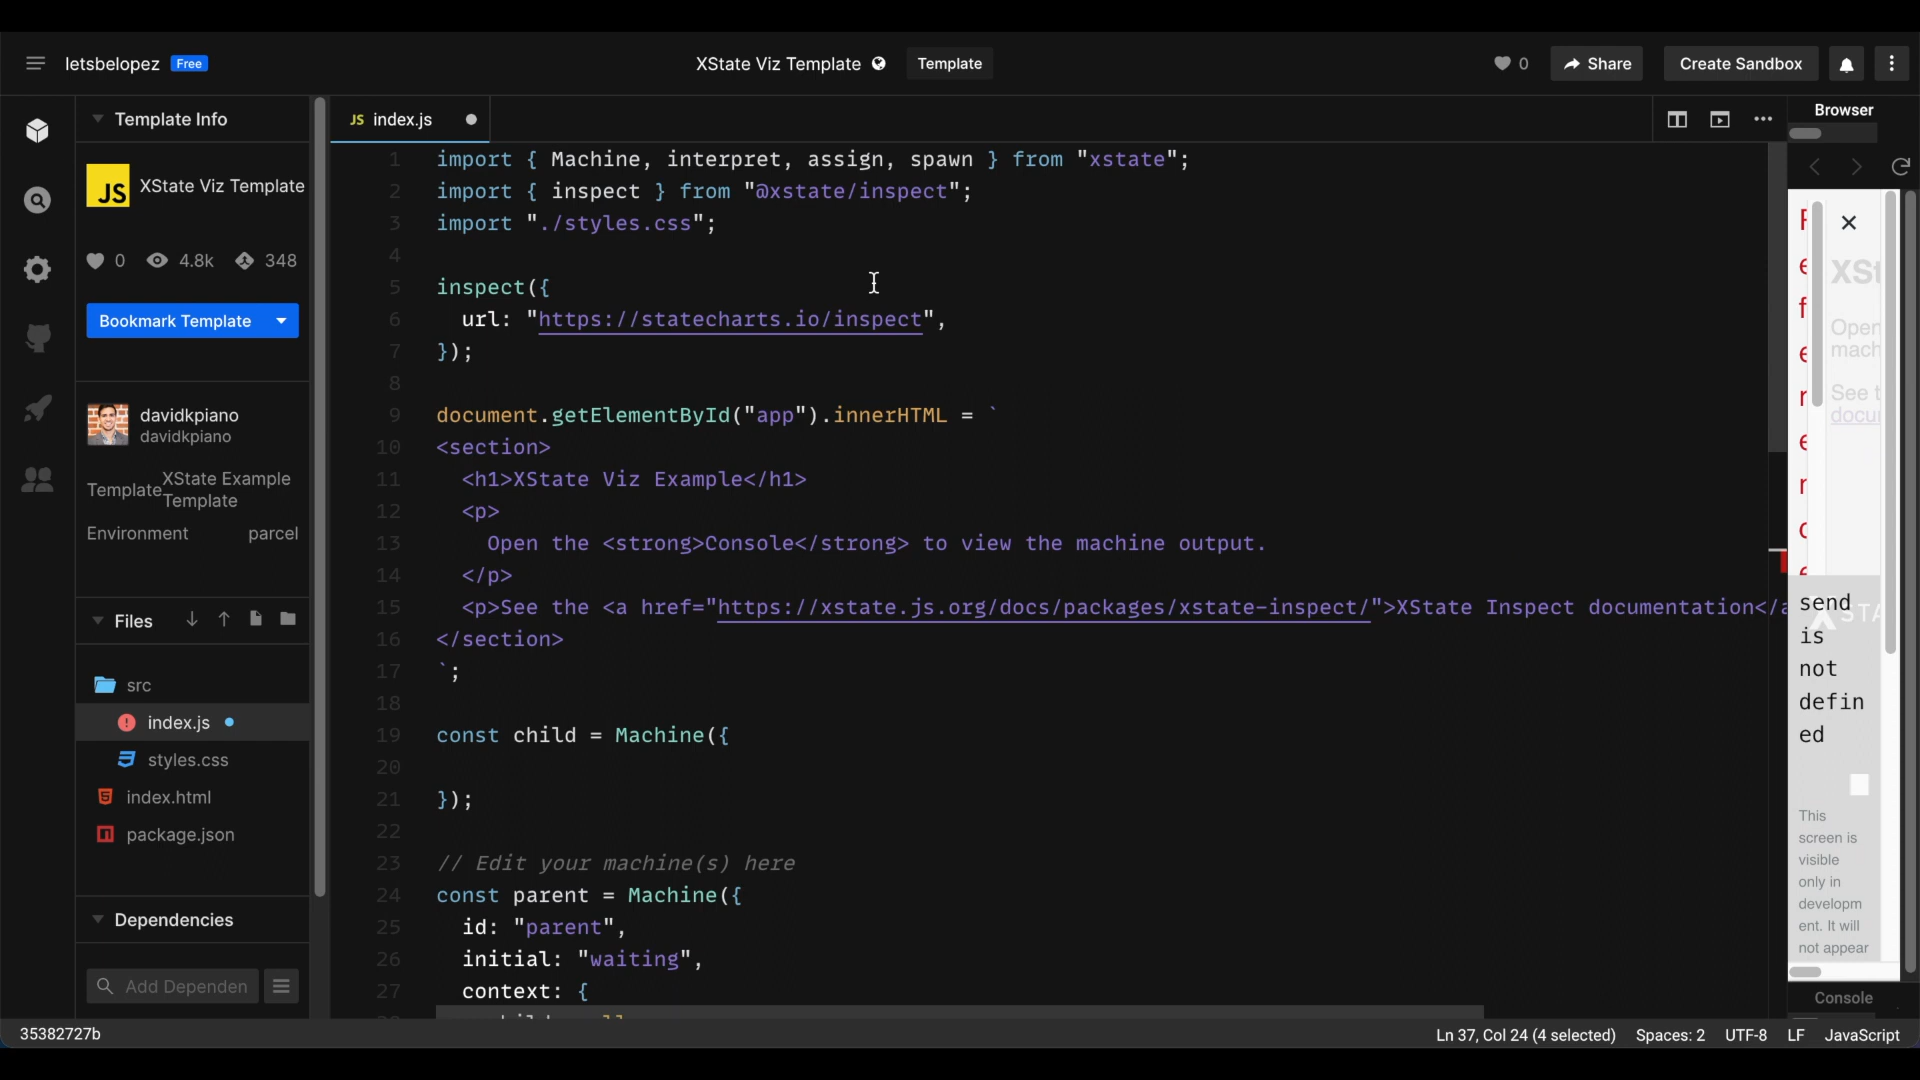 letsbelopez Free
XState Viz Template
Template
0
Share
Create Sandbox
Template Info
JS XState Viz Template
0 4.8k 348
Bookmark Template
davidkpiano
davidkpiano
Template XState Example Template
Environment parcel
Files
src
index.js
styles.css
index.html
package.json
Dependencies
Add Dependen
JS index.js
1 import { Machine, interpret, assign, spawn } from "xstate";
2 import { inspect } from "@xstate/inspect";
3 import "./styles.css";
4
5 inspect({
6   url: "https://statecharts.io/inspect",
7 });
8
9 document.getElementById("app").innerHTML = `
10 <section>
11   <h1>XState Viz Example</h1>
12   <p>
13     Open the <strong>Console</strong> to view the machine output.
14   </p>
15   <p>See the <a href="https://xstate.js.org/docs/packages/xstate-inspect/">XState Inspect documentation</a
16 </section>
17 `;
18
19 const child = Machine({
20
21 });
22
23 // Edit your machine(s) here
24 const parent = Machine({
25   id: "parent",
26   initial: "waiting",
27   context: {
Browser
R
e
f
e
r
e
n
c
e
XSt
Open
mach
See t
docu
send
is
not
defin
ed
XSTA
This
screen is
visible
only in
developm
ent. It will
not appear
Console
35382727b
Ln 37, Col 24 (4 selected) Spaces: 2 UTF-8 LF JavaScript